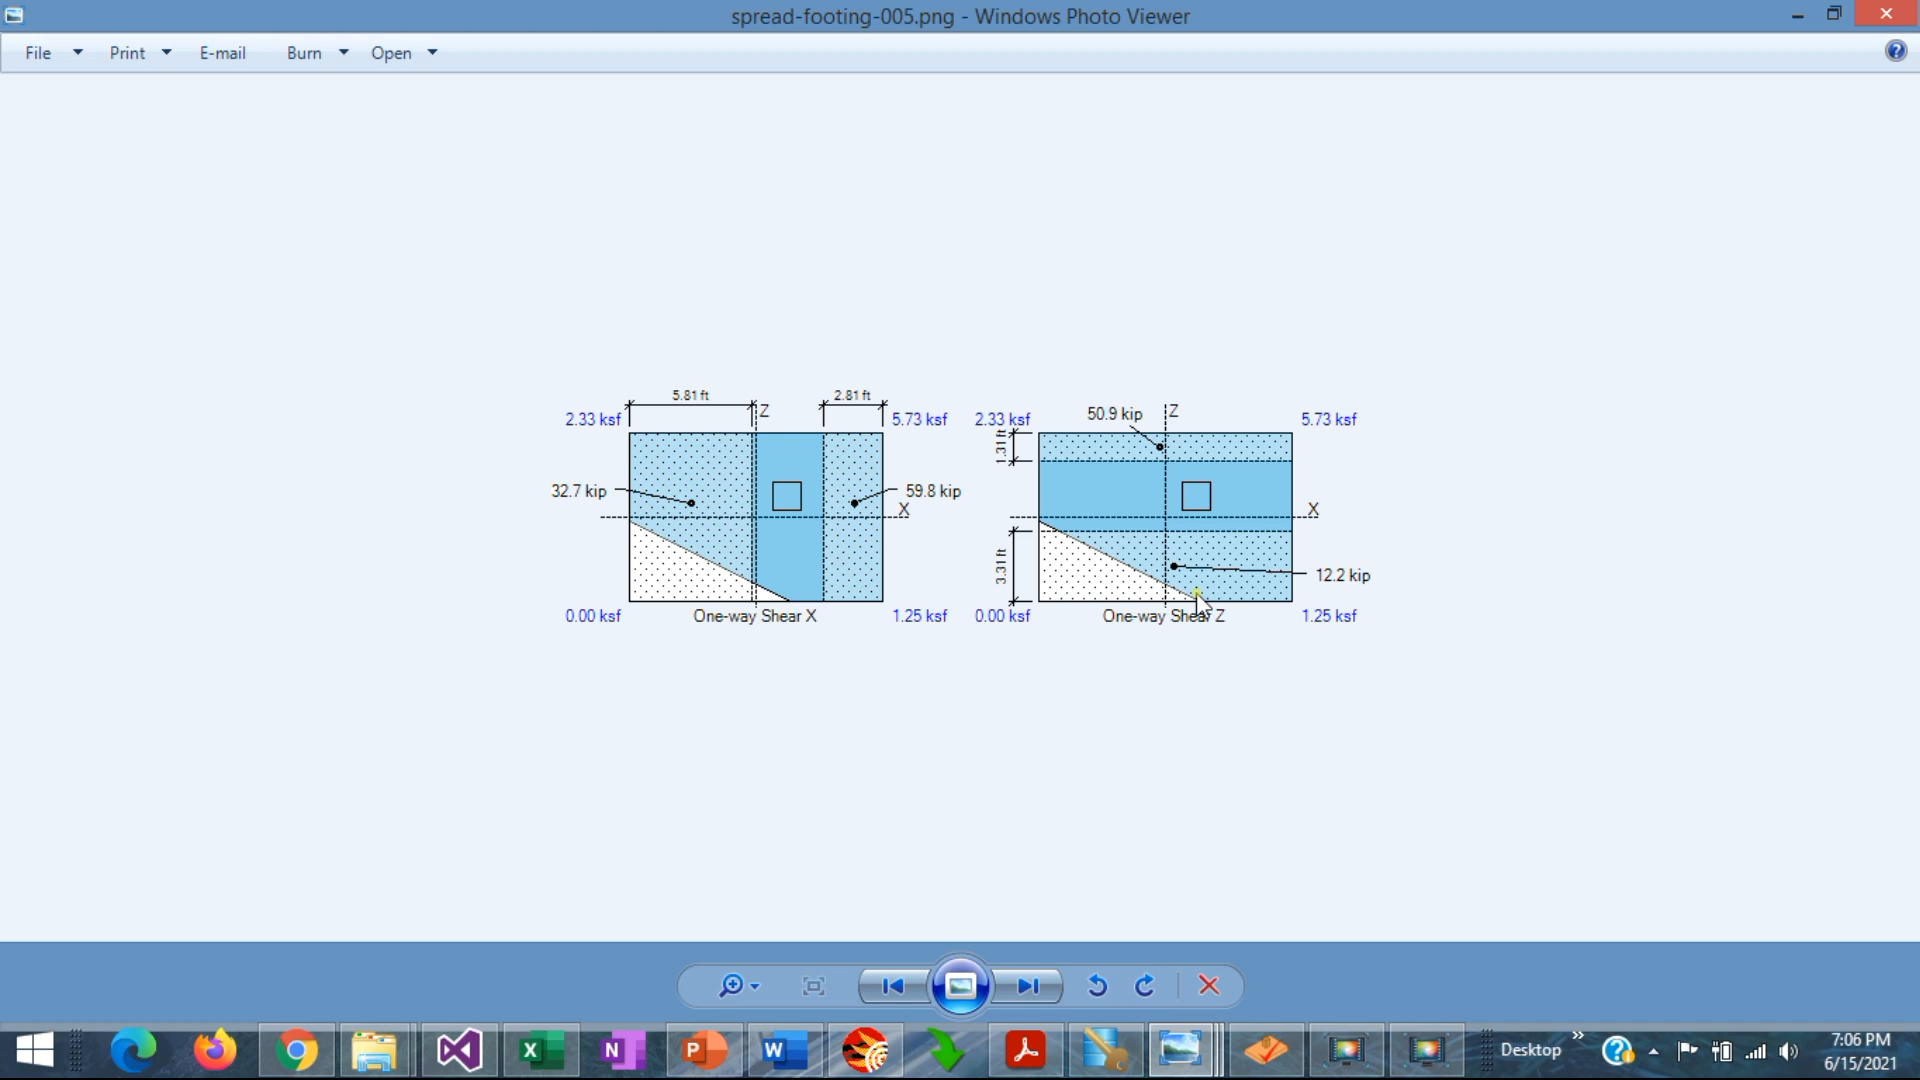 spread-footing-005.png - Windows Photo Viewer
File Print E-mail Burn Open
5.81 ft
2.81 ft
Z
2.33 ksf
5.73 ksf
32.7 kip
59.8 kip
X
0.00 ksf
One-way Shear X
1.25 ksf
50.9 kip
Z
2.33 ksf
5.73 ksf
1.31 ft
X
3.31 ft
12.2 kip
0.00 ksf
One-way Shear Z
1.25 ksf
Desktop
7:06 PM
6/15/2021